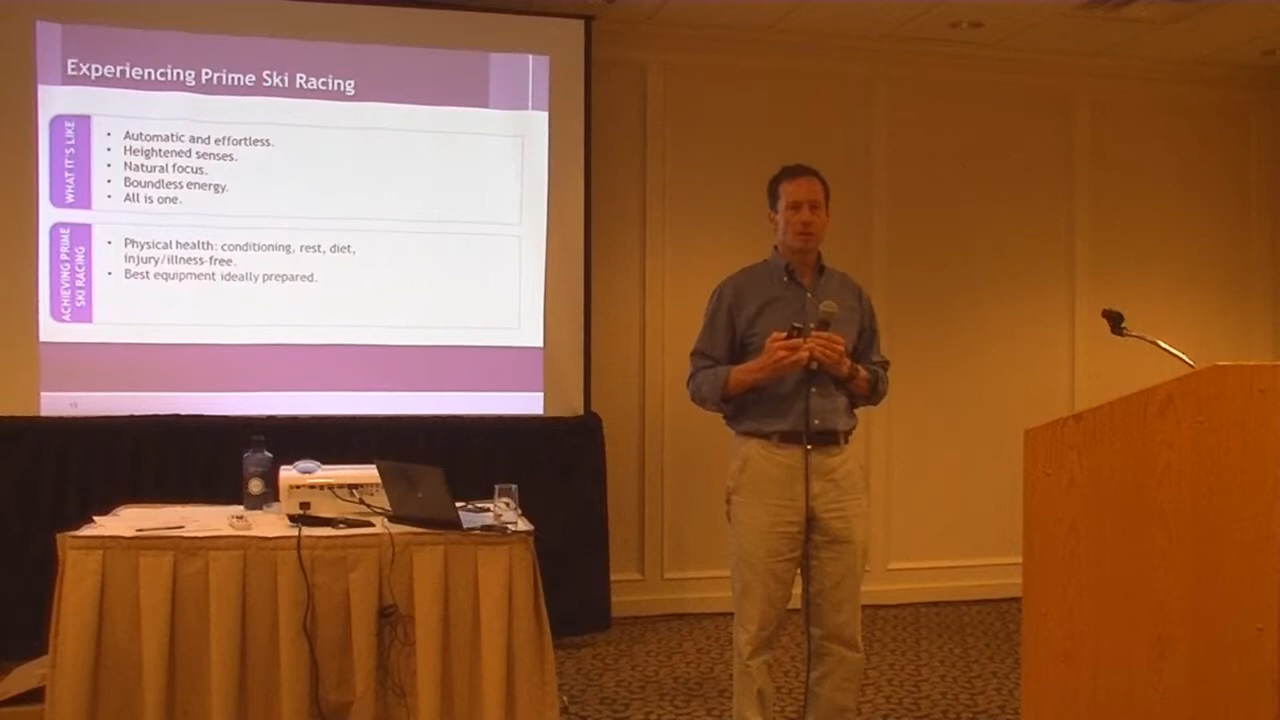 Experiencing Prime Ski Racing
WHAT IT'S LIKE
• Automatic and effortless.
• Heightened senses.
• Natural focus.
• Boundless energy.
• All is one.
ACHIEVING PRIME
SKI RACING
• Physical health: conditioning, rest, diet,
injury/illness-free.
• Best equipment ideally prepared.